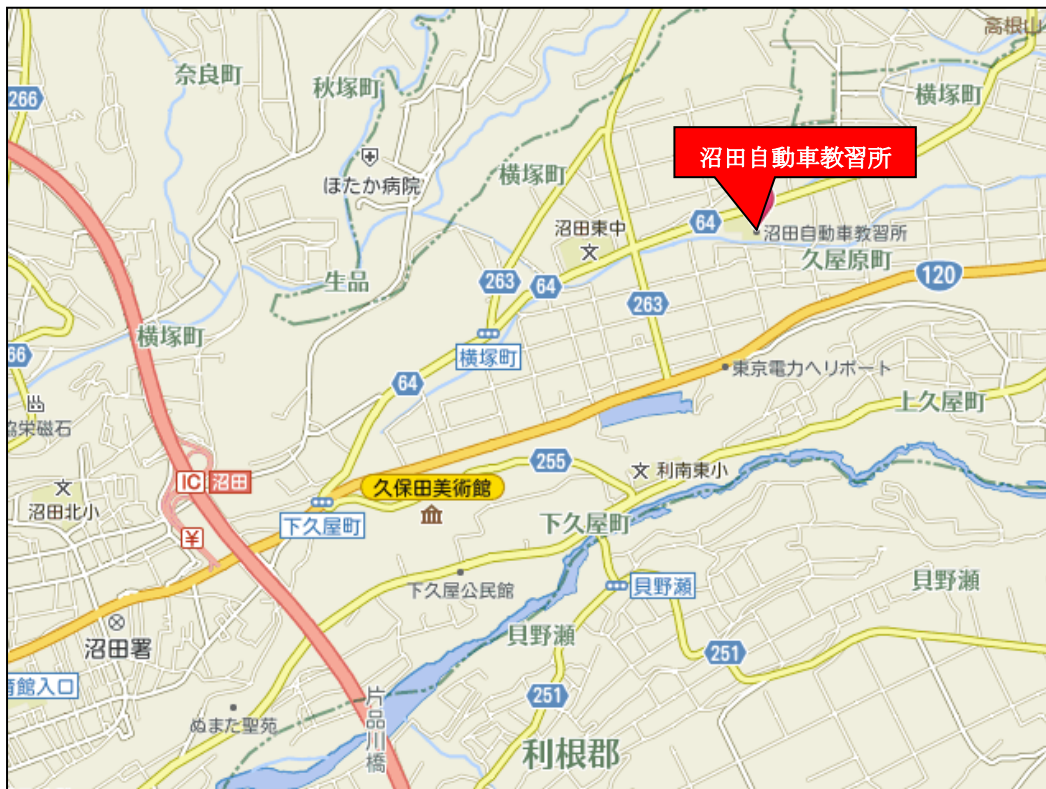 高根山
奈良町
秋塚町
横塚町
266
ほたか病院
沼田自動車教習所
横塚町
沼田東中
64
沼田自動車教習所
久屋原町
生品
263
64
263
120
横塚町
66
横塚町
64
東京電力ヘリポート
協栄磁石
上久屋町
IC 沼田
255
利南東小
久保田美術館
沼田北小
下久屋町
下久屋町
¥
下久屋公民館
貝野瀬
貝野瀬
沼田署
貝野瀬
251
育館入口
251
ぬまた聖苑
片品川橋
利根郡